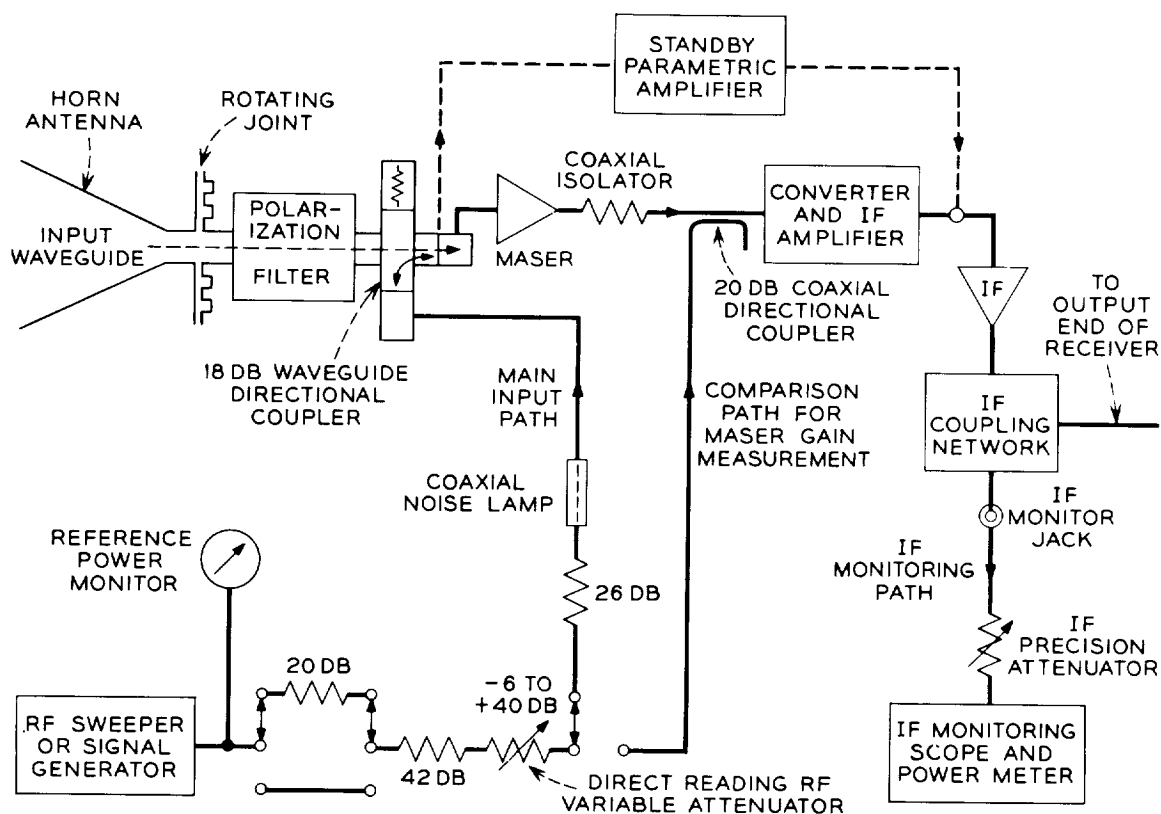 STANDBY
PARAMETRIC
AMPLIFIER
HORN
ANTENNA
ROTATING
JOINT
COAXIAL
ISOLATOR
POLAR-
IZATION
FILTER
INPUT
WAVEGUIDE
MASER
CONVERTER
AND IF
AMPLIFIER
20 DB COAXIAL
DIRECTIONAL
COUPLER
IF
TO
OUTPUT
END OF
RECEIVER
18 DB WAVEGUIDE
DIRECTIONAL
COUPLER
MAIN
INPUT
PATH
COMPARISON
PATH FOR
MASER GAIN
MEASUREMENT
IF
COUPLING
NETWORK
COAXIAL
NOISE LAMP
IF
MONITOR
JACK
REFERENCE
POWER
MONITOR
26 DB
IF
MONITORING
PATH
IF
PRECISION
ATTENUATOR
20 DB
-6 TO
+40 DB
RF SWEEPER
OR SIGNAL
GENERATOR
42 DB
DIRECT READING RF
VARIABLE ATTENUATOR
IF MONITORING
SCOPE AND
POWER METER